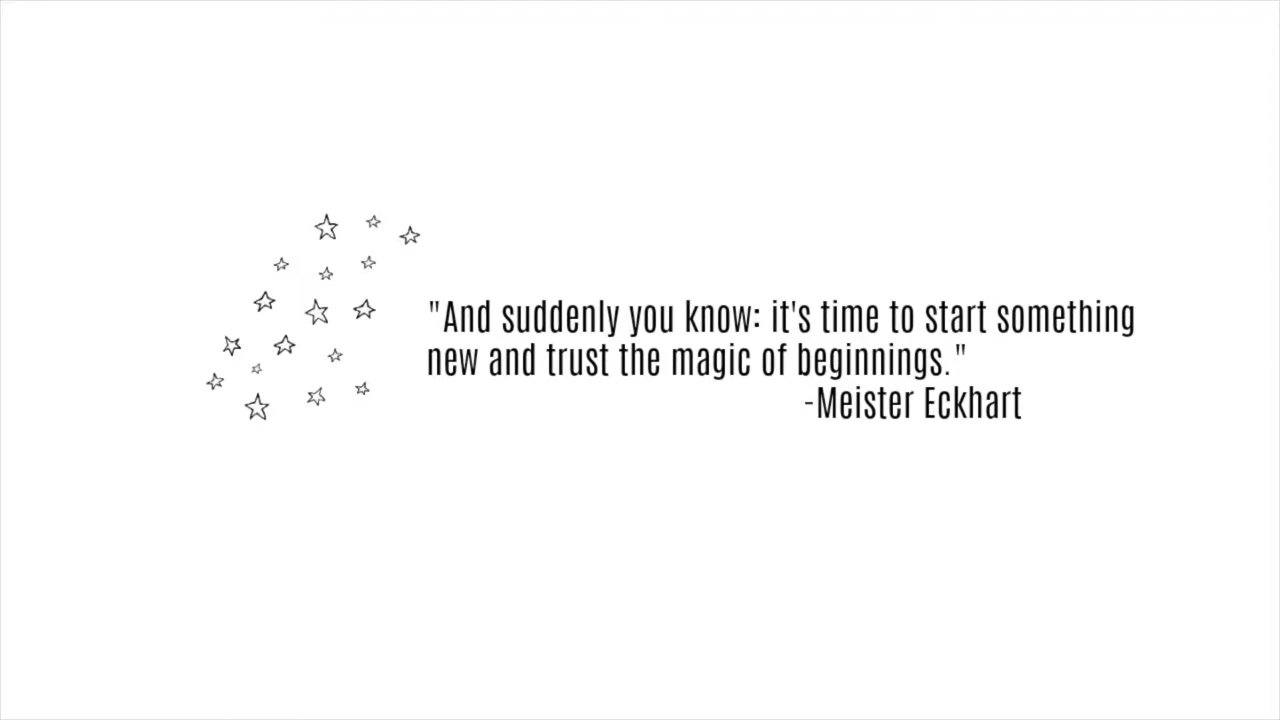 "And suddenly you know: it's time to start something
new and trust the magic of beginnings."
-Meister Eckhart